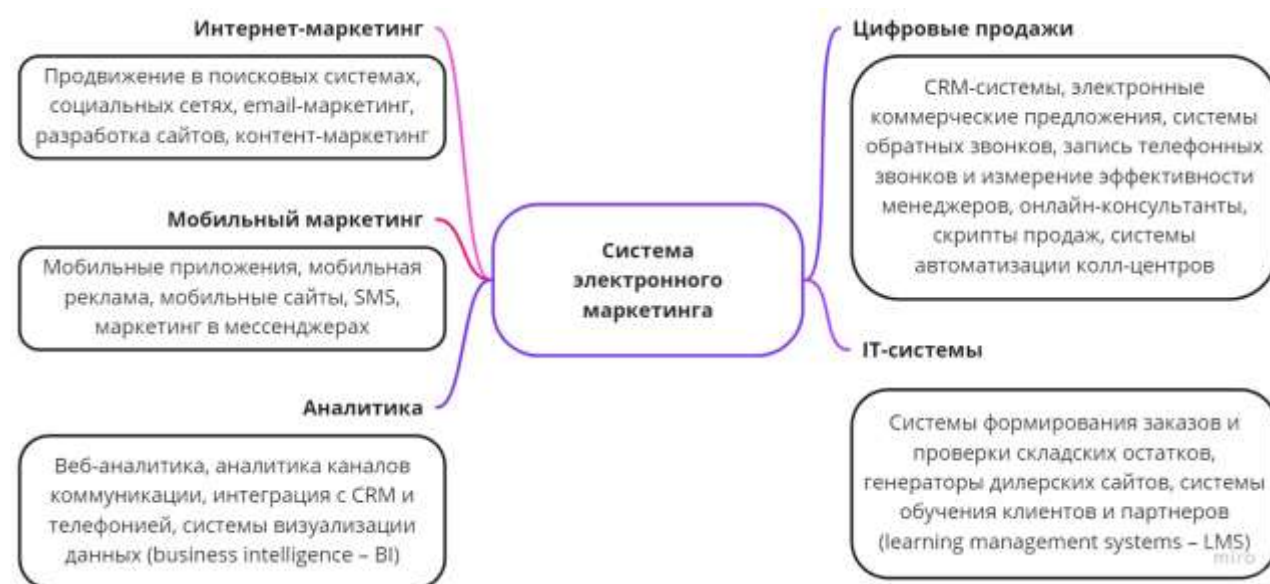 Интернет-маркетинг
Продвижение в поисковых системах,
социальных сетях, email-маркетинг,
разработка сайтов, контент-маркетинг
Мобильный маркетинг
Мобильные приложения, мобильная
реклама, мобильные сайты, SMS,
маркетинг в мессенджерах
Аналитика
Веб-аналитика, аналитика каналов
коммуникации, интеграция с CRM и
телефонией, системы визуализации
данных (business intelligence – BI)
Система
электронного
маркетинга
Цифровые продажи
CRM-системы, электронные
коммерческие предложения, системы
обратных звонков, запись телефонных
звонков и измерение эффективности
менеджеров, онлайн-консультанты,
скрипты продаж, системы
автоматизации колл-центров
IT-системы
Системы формирования заказов и
проверки складских остатков,
генераторы дилерских сайтов, системы
обучения клиентов и партнеров
(learning management systems – LMS)
miro